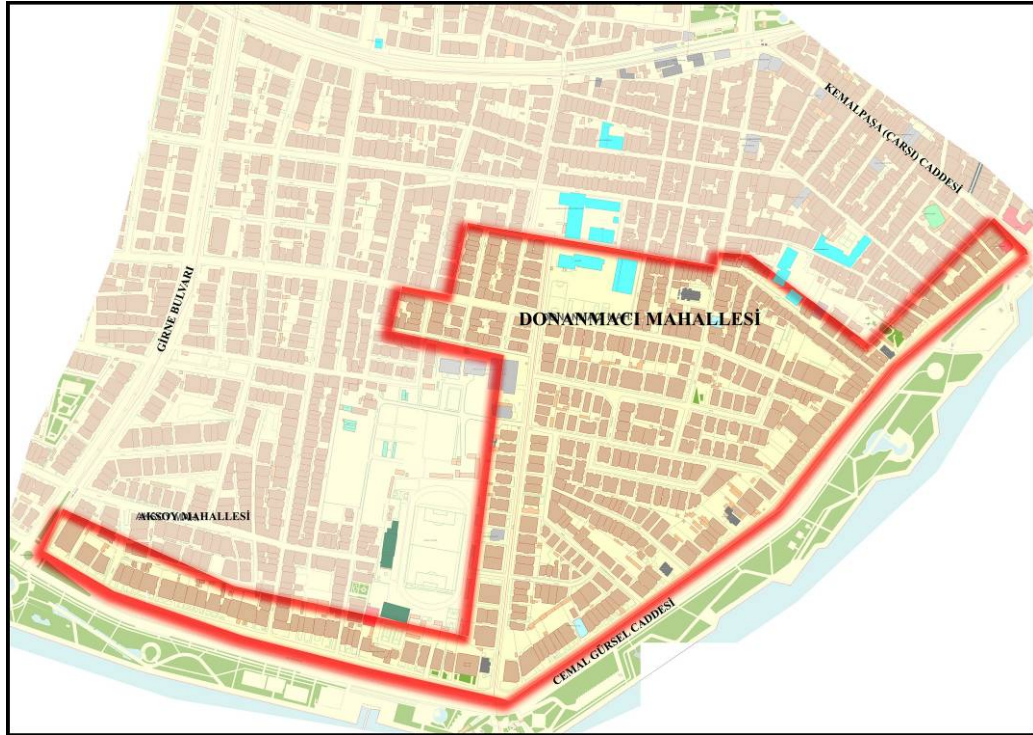 KEMALPAŞA (ÇARŞI) CADDESİ
GİRNE BULVARI
DONANMACI MAHALLESİ
AKSOY MAHALLESİ
CEMAL GÜRSEL CADDESİ